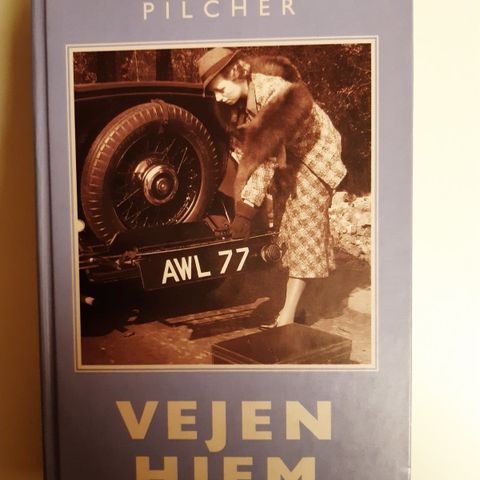 PILCHER
AWL 77
VEJEN
HJEM